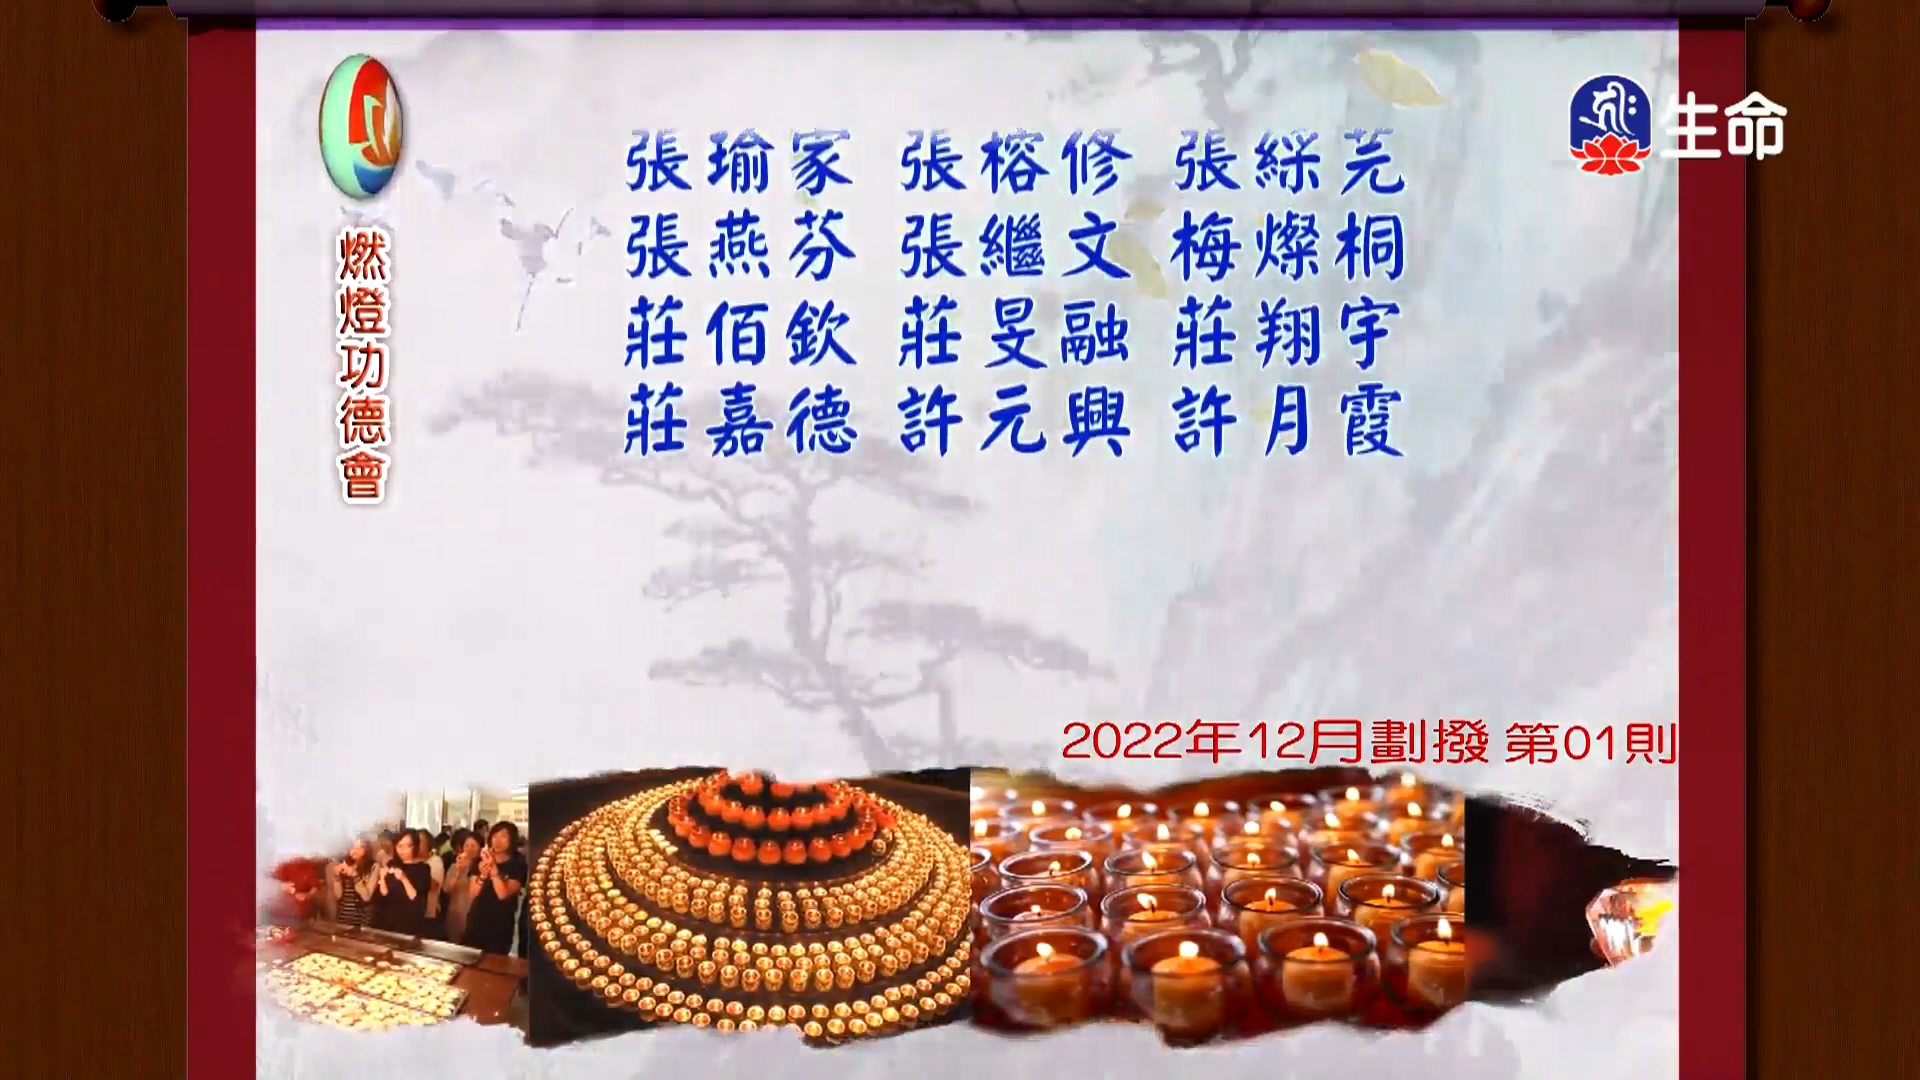 生命
燃燈功德會
張瑜家 張榕修 張綵芫
張燕芬 張繼文 梅燦桐
莊佰欽 莊旻融 莊翔宇
莊嘉德 許元興 許月霞
2022年12月劃撥 第01則